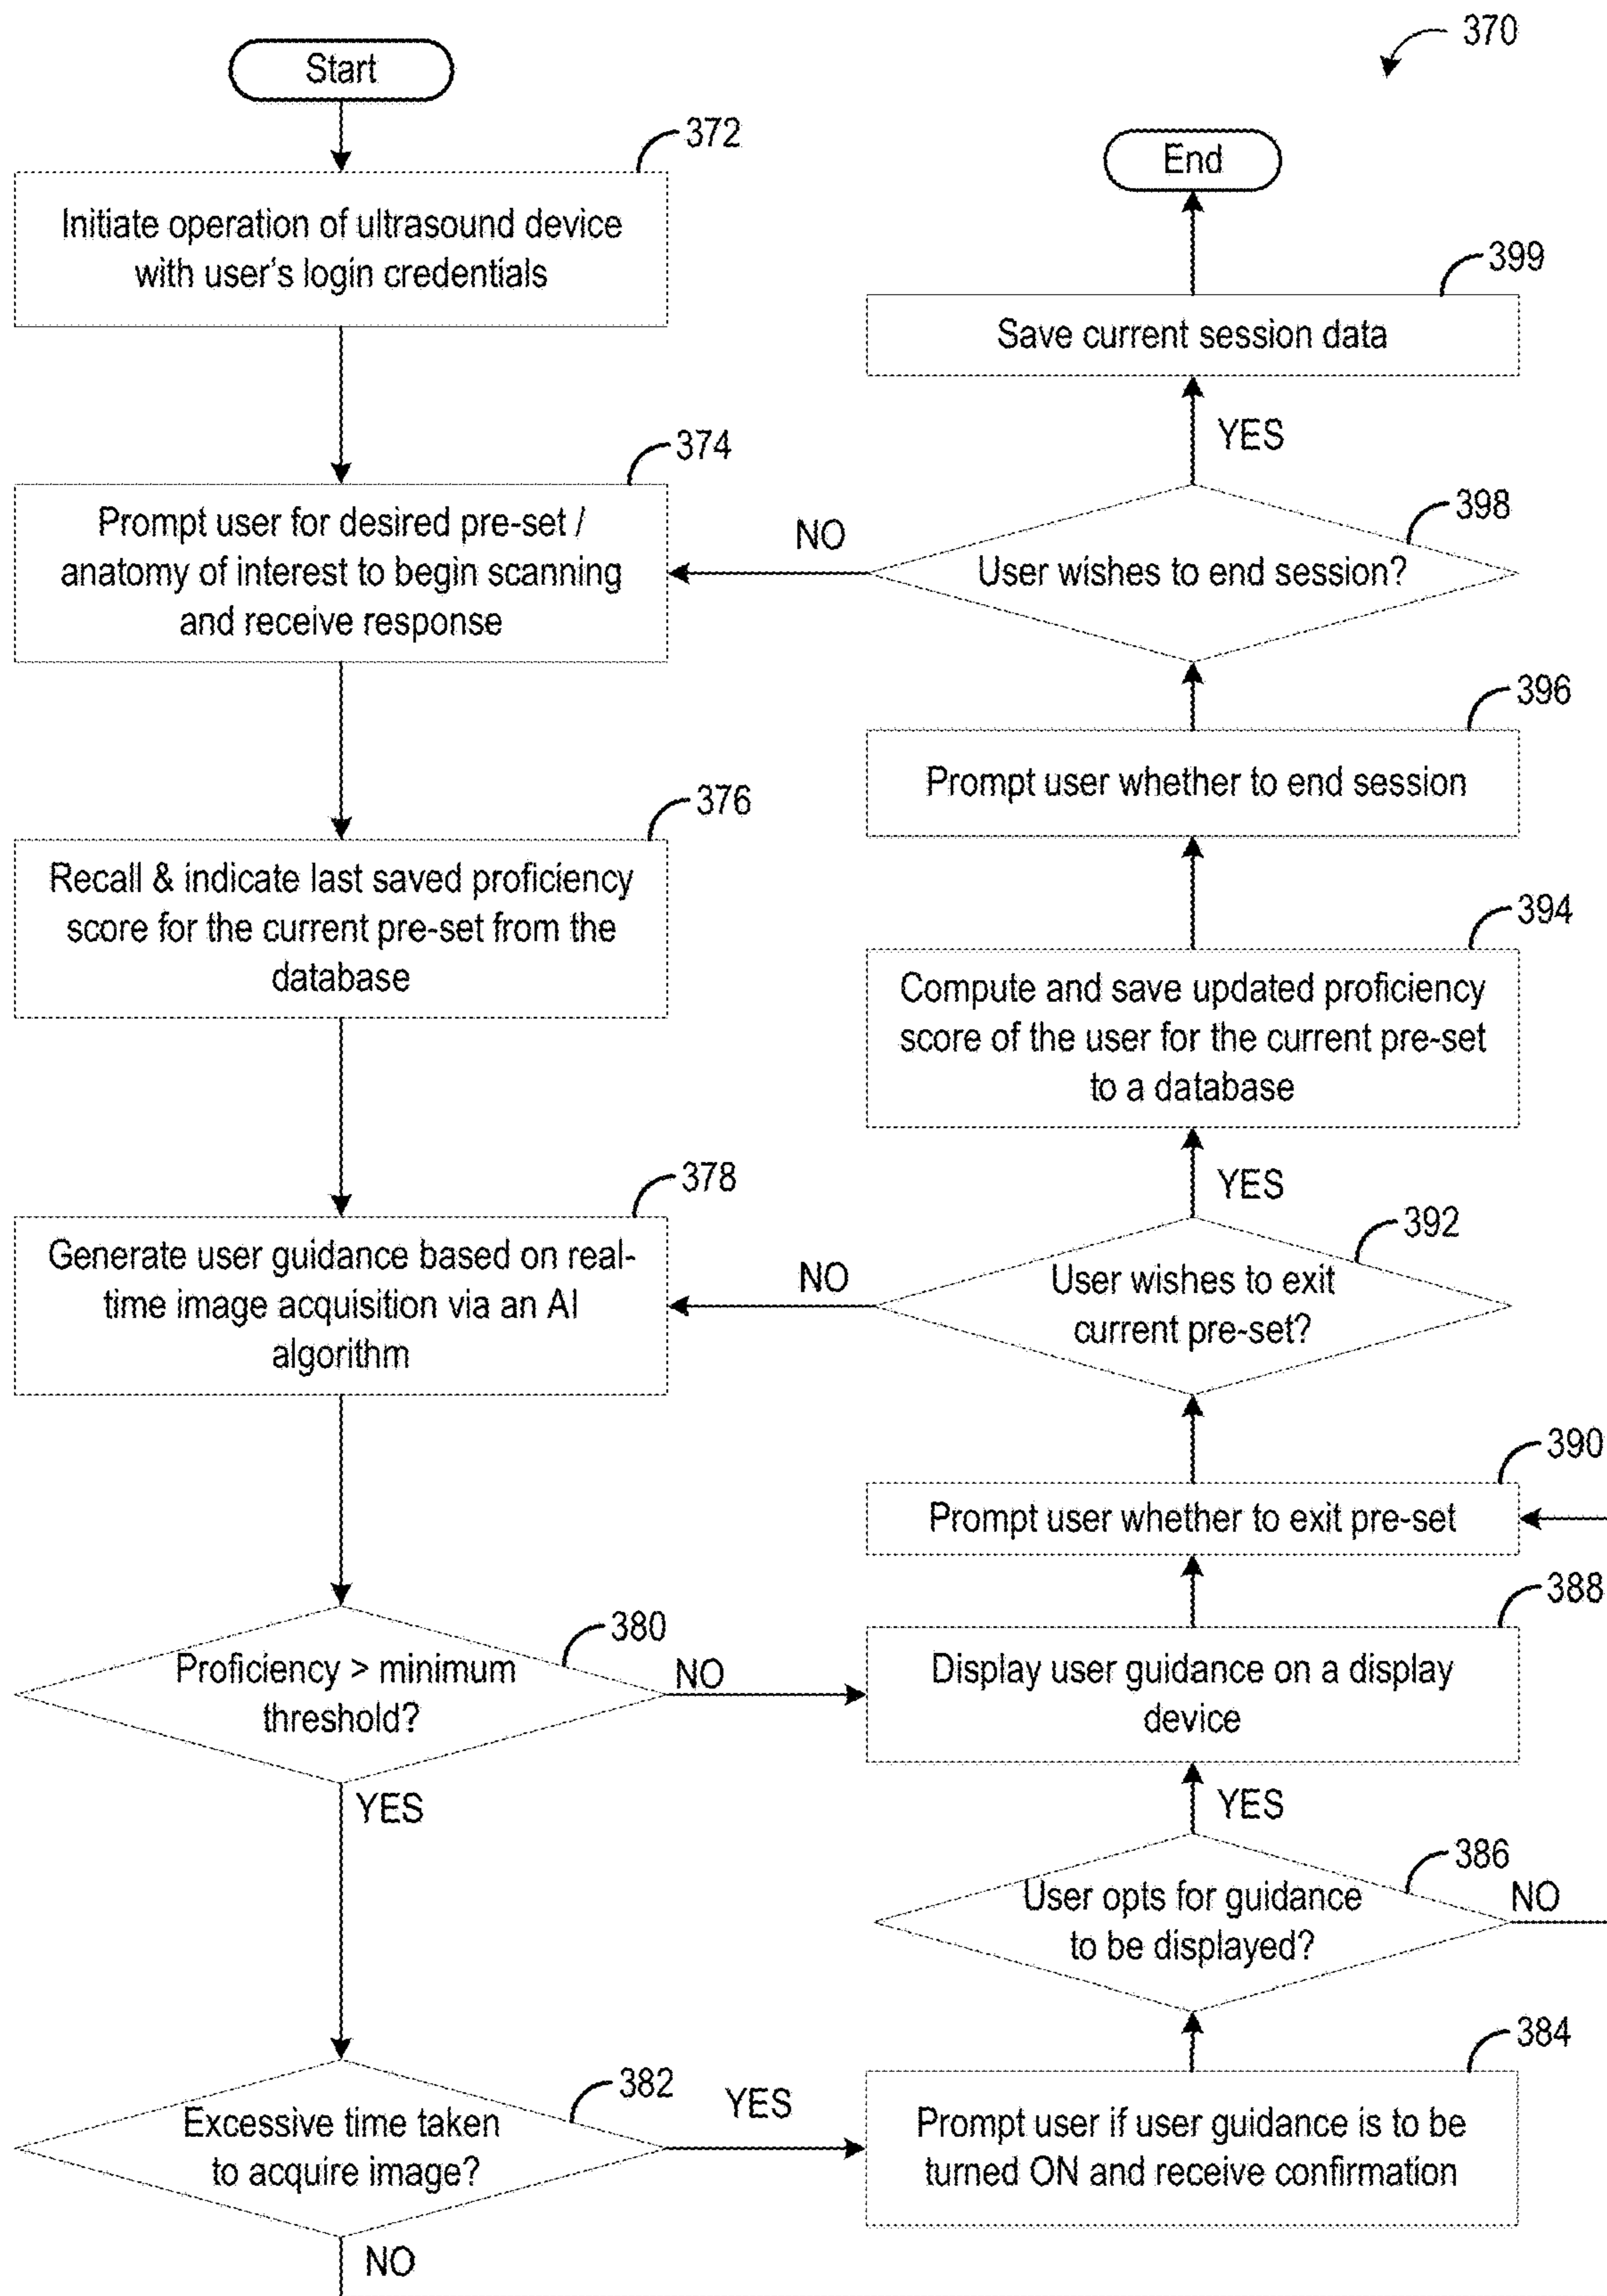 370
Start
372
Initiate operation of ultrasound device
with user's login credentials
374
Prompt user for desired pre-set /
anatomy of interest to begin scanning
and receive response
376
Recall & indicate last saved proficiency
score for the current pre-set from the
database
378
Generate user guidance based on real-
time image acquisition via an AI
algorithm
380
Proficiency > minimum
threshold?
NO
YES
382
Excessive time taken
to acquire image?
YES
NO
384
Prompt user if user guidance is to be
turned ON and receive confirmation
386
User opts for guidance
to be displayed?
NO
YES
388
Display user guidance on a display
device
390
Prompt user whether to exit pre-set
392
User wishes to exit
current pre-set?
NO
YES
394
Compute and save updated proficiency
score of the user for the current pre-set
to a database
396
Prompt user whether to end session
398
User wishes to end session?
NO
YES
399
Save current session data
End